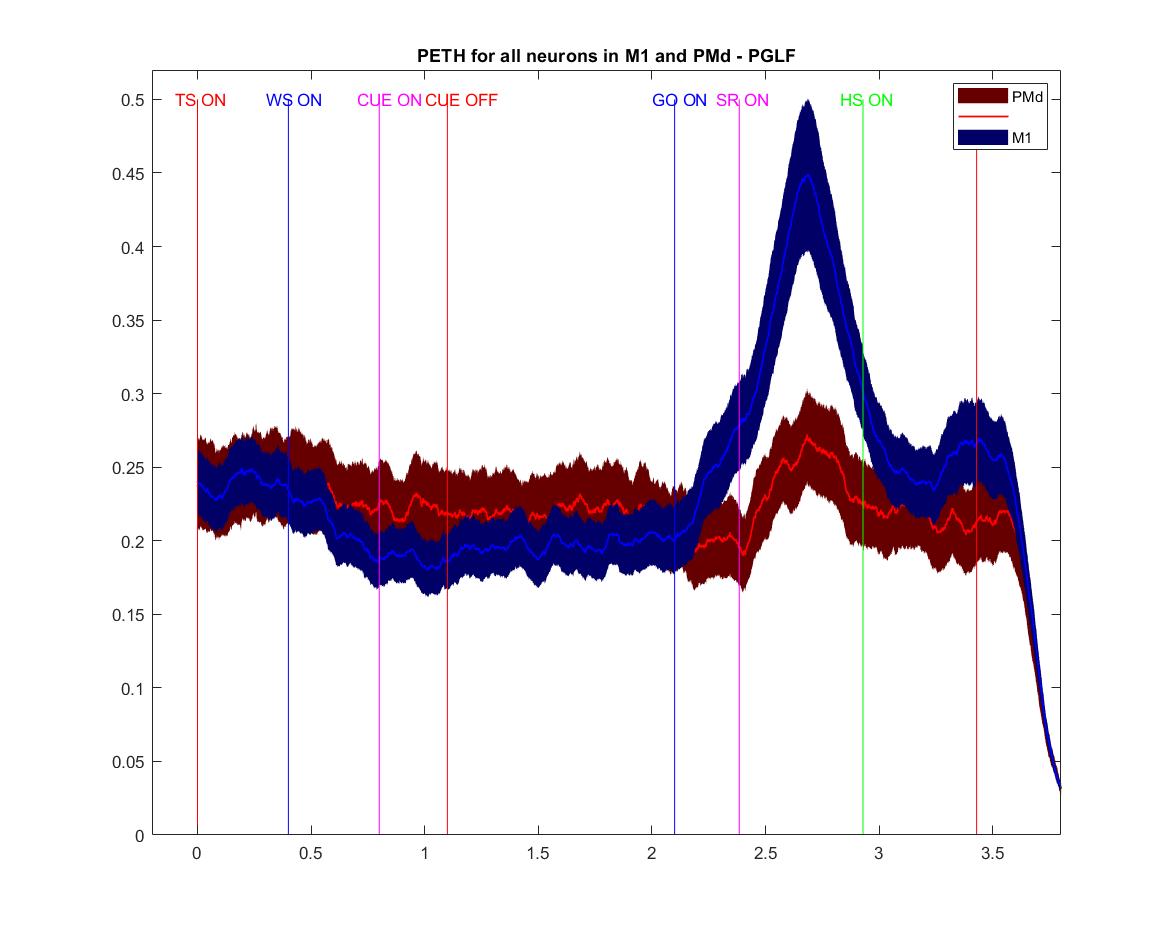 PETH for all neurons in M1 and PMd - PGLF
TS ON WS ON CUE ON CUE OFF GO ON SR ON HS ON
PMd
M1
0.5
0.45
0.4
0.35
0.3
0.25
0.2
0.15
0.1
0.05
0
0 0.5 1 1.5 2 2.5 3 3.5